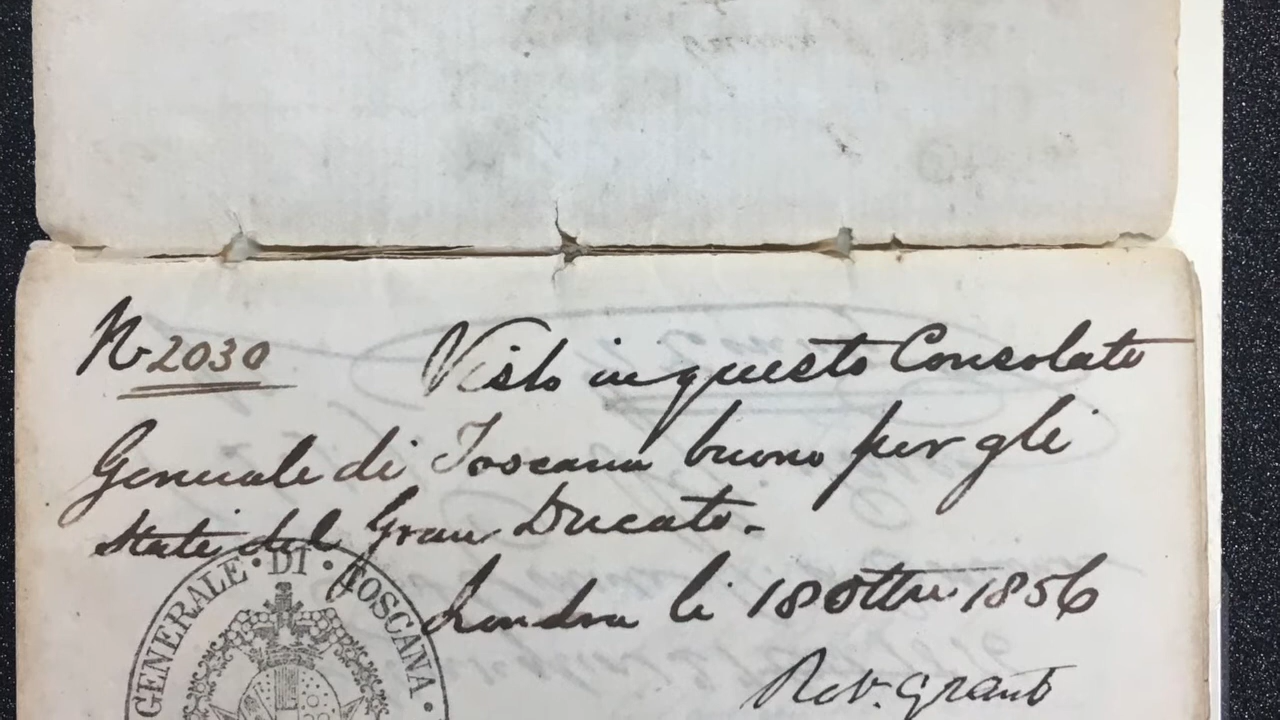 N. 2030 Visto in questo Consolato
Generale di Toscana buono per gli
Stati del Gran Ducato.-
Londra li 18 Ottre 1856
Robt. Grant
GENERALE · DI · TOSCANA ·